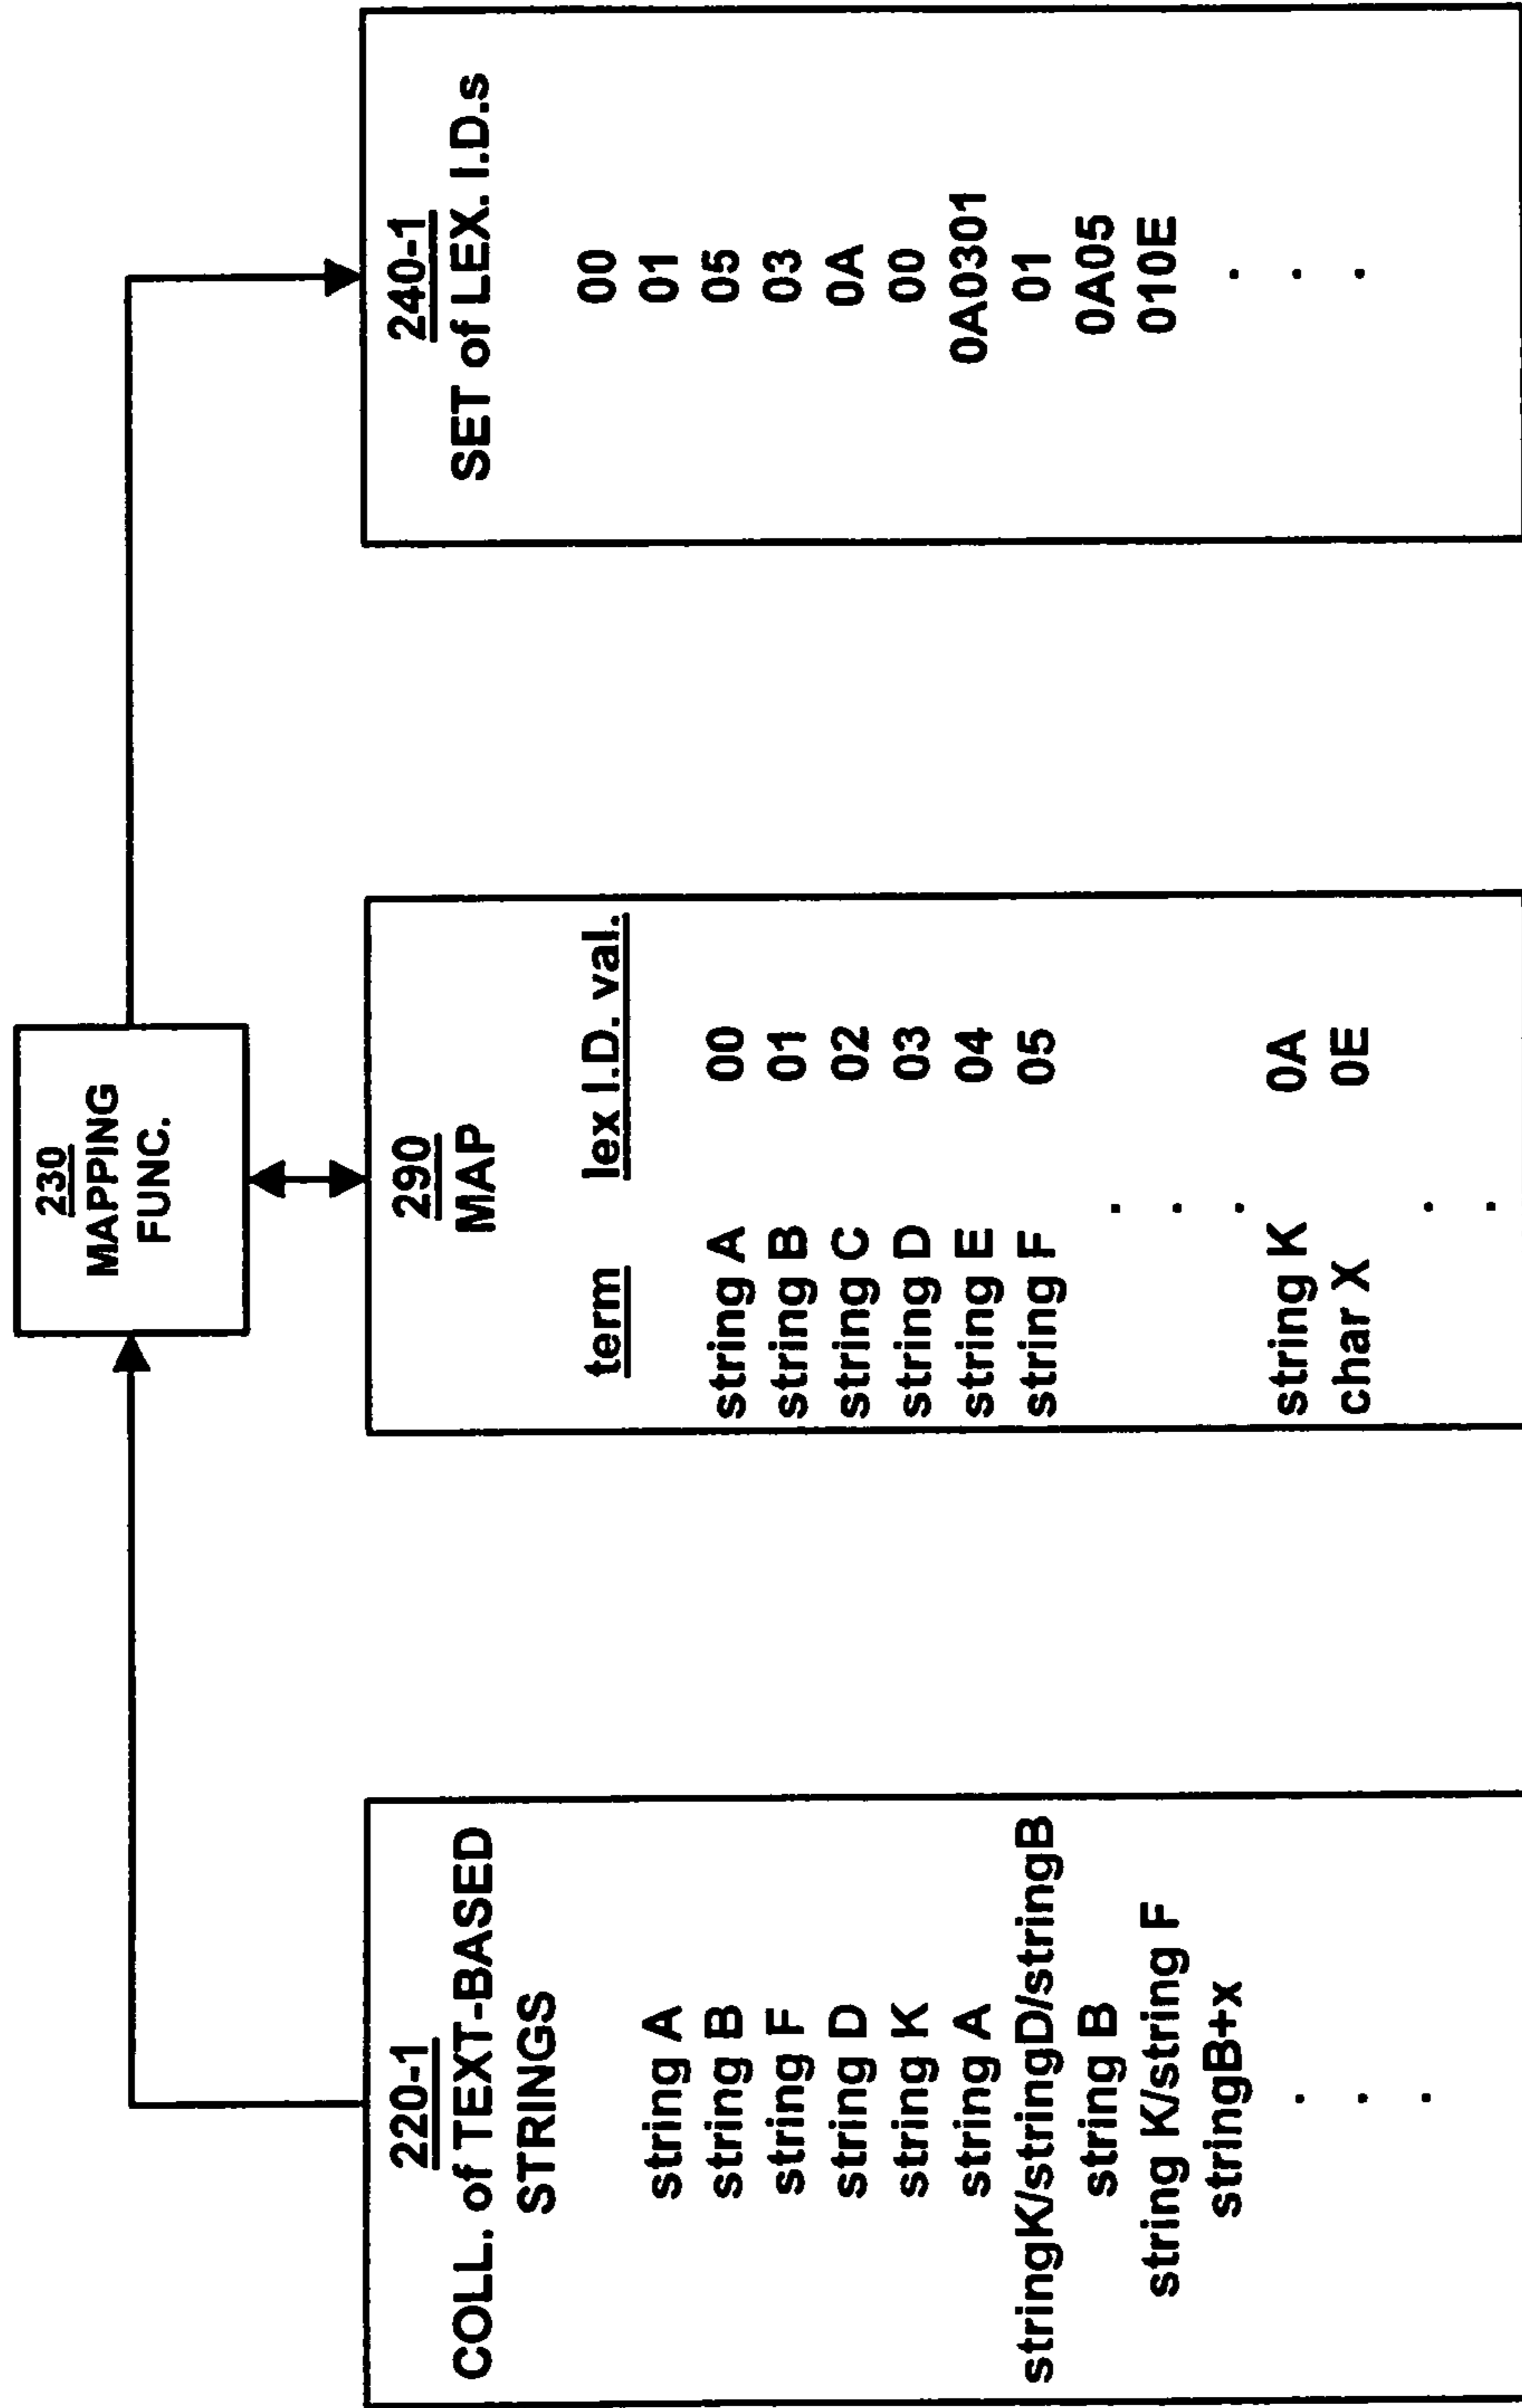 230
MAPPING
FUNC.
220-1
COLL. of TEXT-BASED
STRINGS
string A
string B
string F
string D
string K
string A
stringK/stringD/stringB
string B
string K/string F
stringB+x
.
.
.
290
MAP
term lex I.D. val.
string A 00
string B 01
string C 02
string D 03
string E 04
string F 05
.
.
.
string K 0A
char X 0E
.
.
240-1
SET of LEX. I.D.s
00
01
05
03
0A
00
0A0301
01
0A05
010E
.
.
.